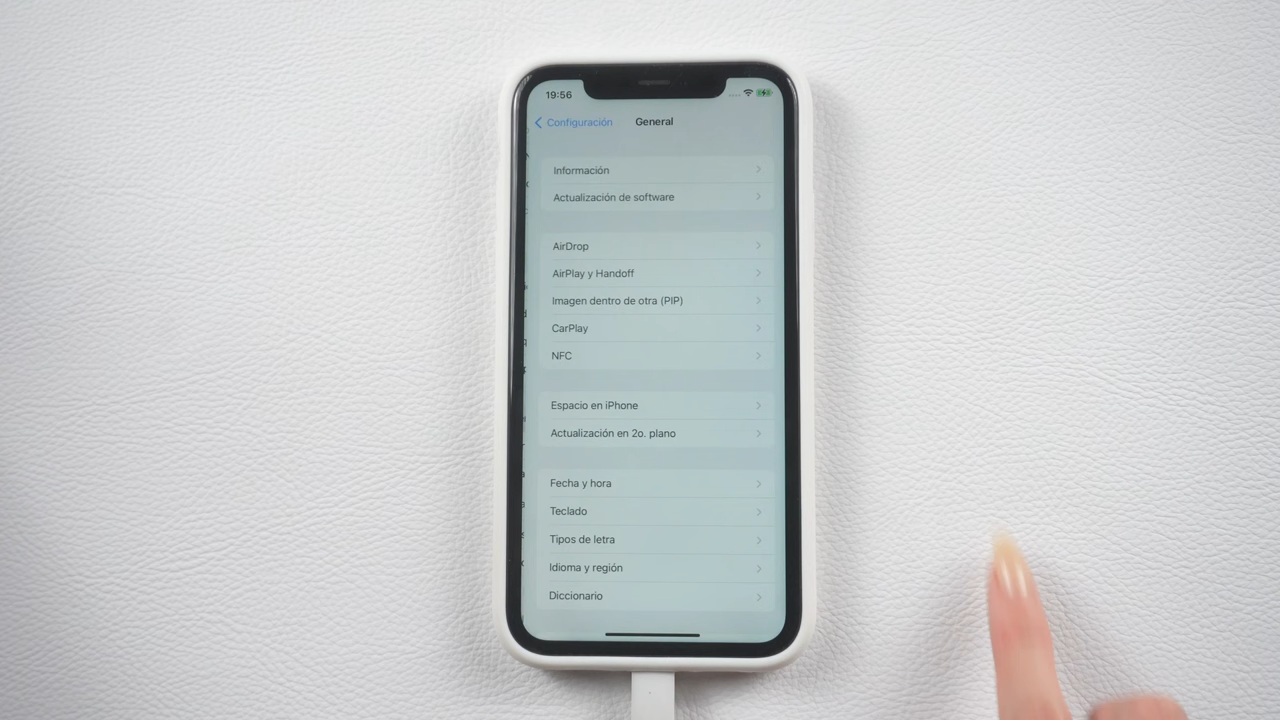 19:56
Configuración
General
Información
Actualización de software
AirDrop
AirPlay y Handoff
Imagen dentro de otra (PIP)
CarPlay
NFC
Espacio en iPhone
Actualización en 2o. plano
Fecha y hora
Teclado
Tipos de letra
Idioma y región
Diccionario